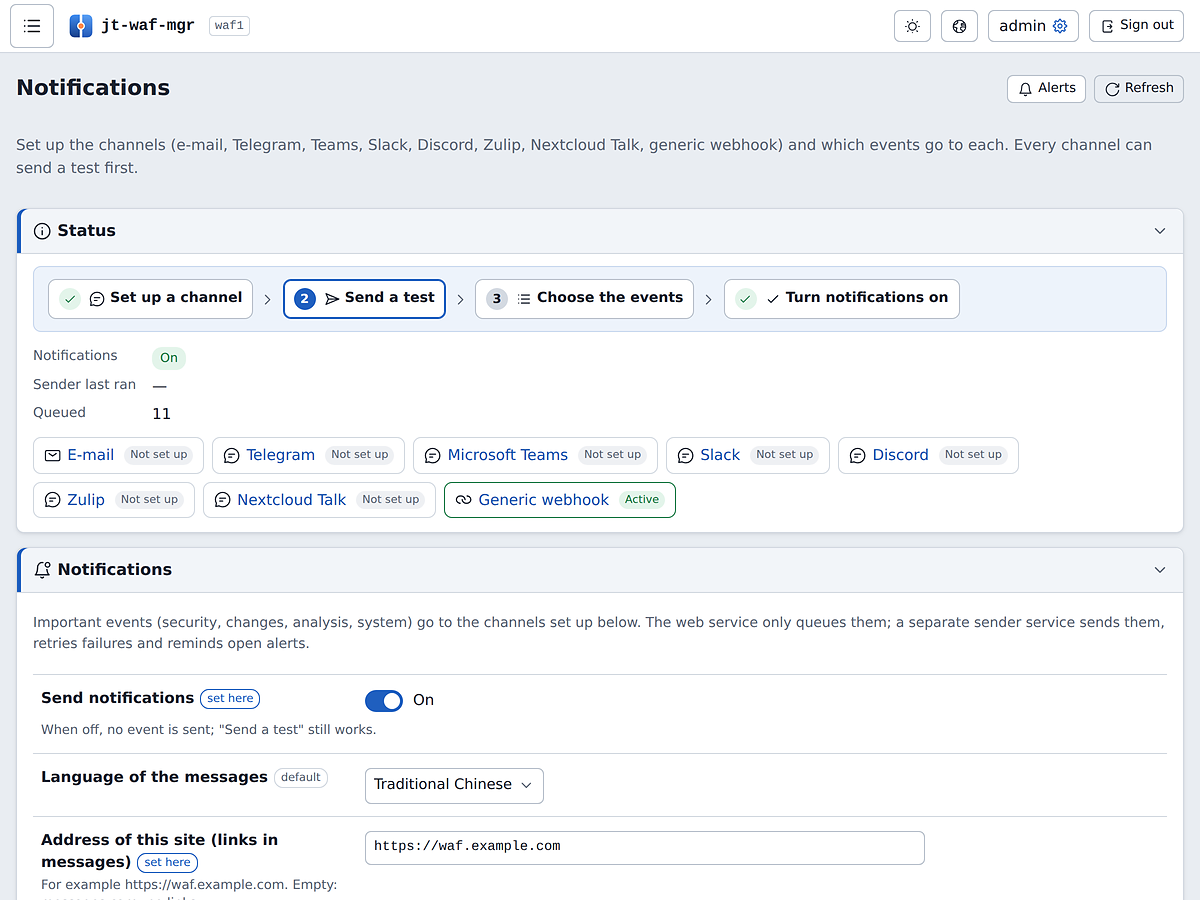 jt-waf-mgr waf1
admin
Sign out
Notifications
Alerts
Refresh
Set up the channels (e-mail, Telegram, Teams, Slack, Discord, Zulip, Nextcloud Talk, generic webhook) and which events go to each. Every channel can
send a test first.
Status
Set up a channel
2 Send a test
3 Choose the events
Turn notifications on
Notifications On
Sender last ran —
Queued 11
E-mail Not set up
Telegram Not set up
Microsoft Teams Not set up
Slack Not set up
Discord Not set up
Zulip Not set up
Nextcloud Talk Not set up
Generic webhook Active
Notifications
Important events (security, changes, analysis, system) go to the channels set up below. The web service only queues them; a separate sender service sends them,
retries failures and reminds open alerts.
Send notifications set here
On
When off, no event is sent; "Send a test" still works.
Language of the messages default
Traditional Chinese
Address of this site (links in
messages) set here
https://waf.example.com
For example https://waf.example.com. Empty: